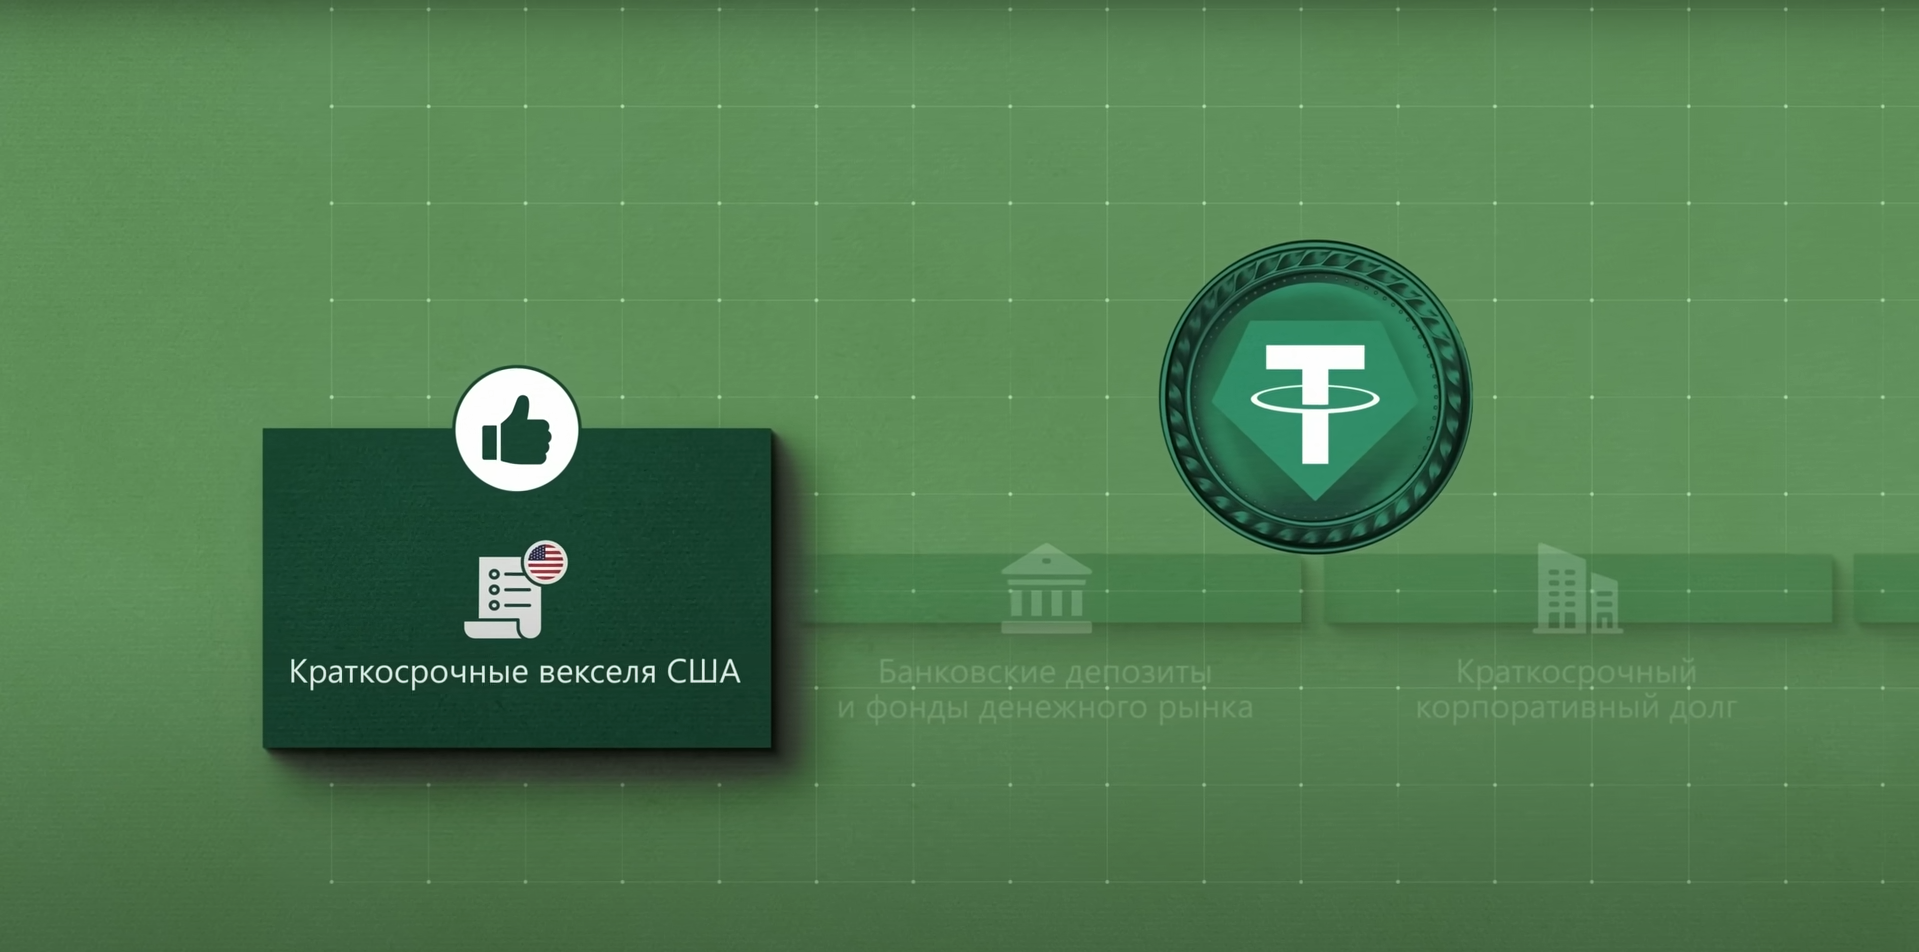 Краткосрочные векселя США
Банковские депозиты
и фонды денежного рынка
Краткосрочный
корпоративный долг